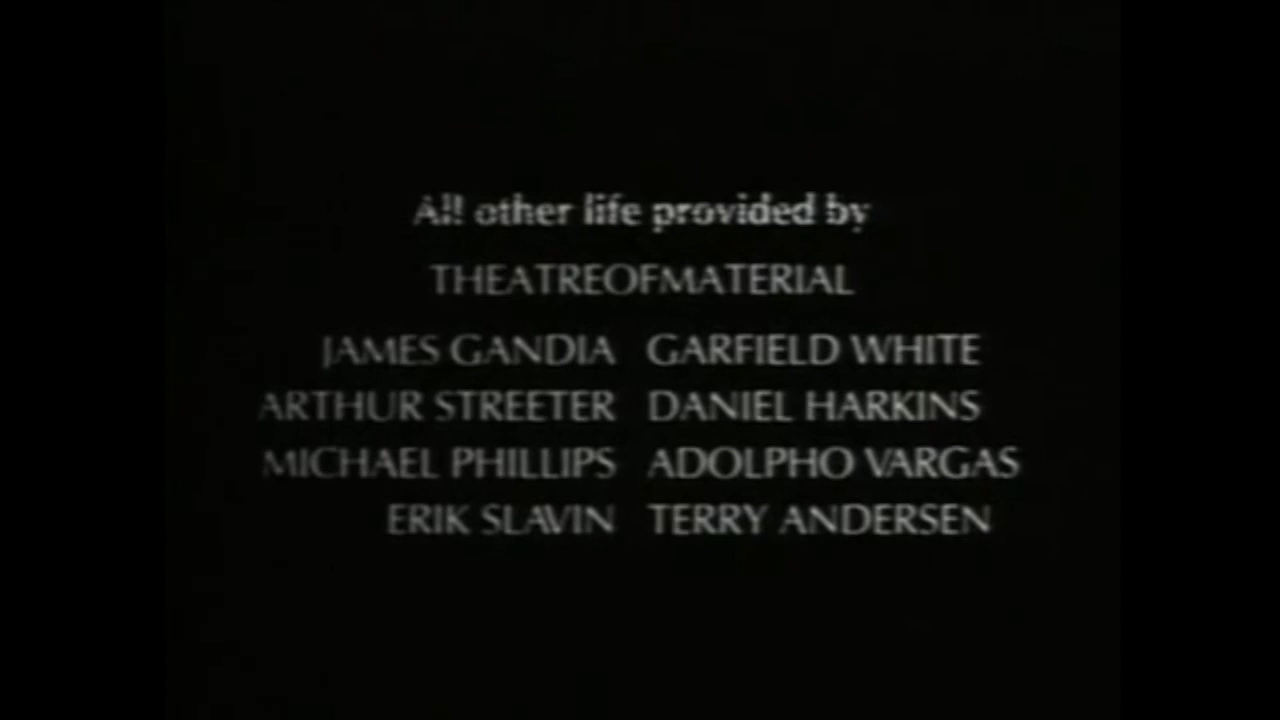 All other life provided by
THEATREOFMATERIAL
JAMES GANDIA GARFIELD WHITE
ARTHUR STREETER DANIEL HARKINS
MICHAEL PHILLIPS ADOLPHO VARGAS
ERIK SLAVIN TERRY ANDERSEN